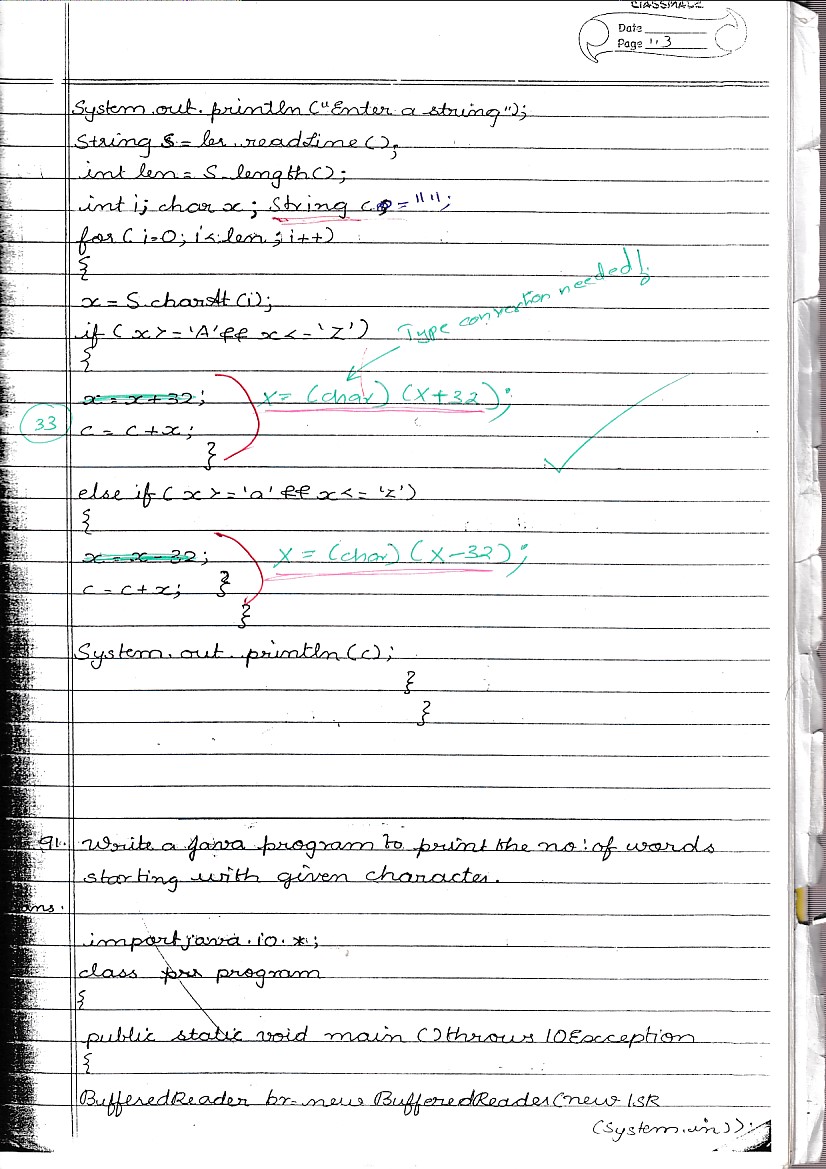 CLASSMATE
Date
Page 113
System.out.println("Enter a string");
String S = br.readLine();
int len = S.length();
int i; char x; String c = "";
for(i=0; i<len; i++)
{
x = S.charAt(i);
Type convertion needed!
if(x>='A' && x<='Z')
{
x = x+32; x = (char)(x+32);
33
c = c+x;
}
else if(x>='a' && x<='z')
{
x = x-32; x = (char)(x-32);
c = c+x; }
}
System.out.println(c);
}
}
91. Write a Java program to print the no: of words
starting with given character.
ans.
import java.io.*;
class program
{
public static void main()throws IOException
{
BufferedReader br=new BufferedReader(new ISR
(System.in));